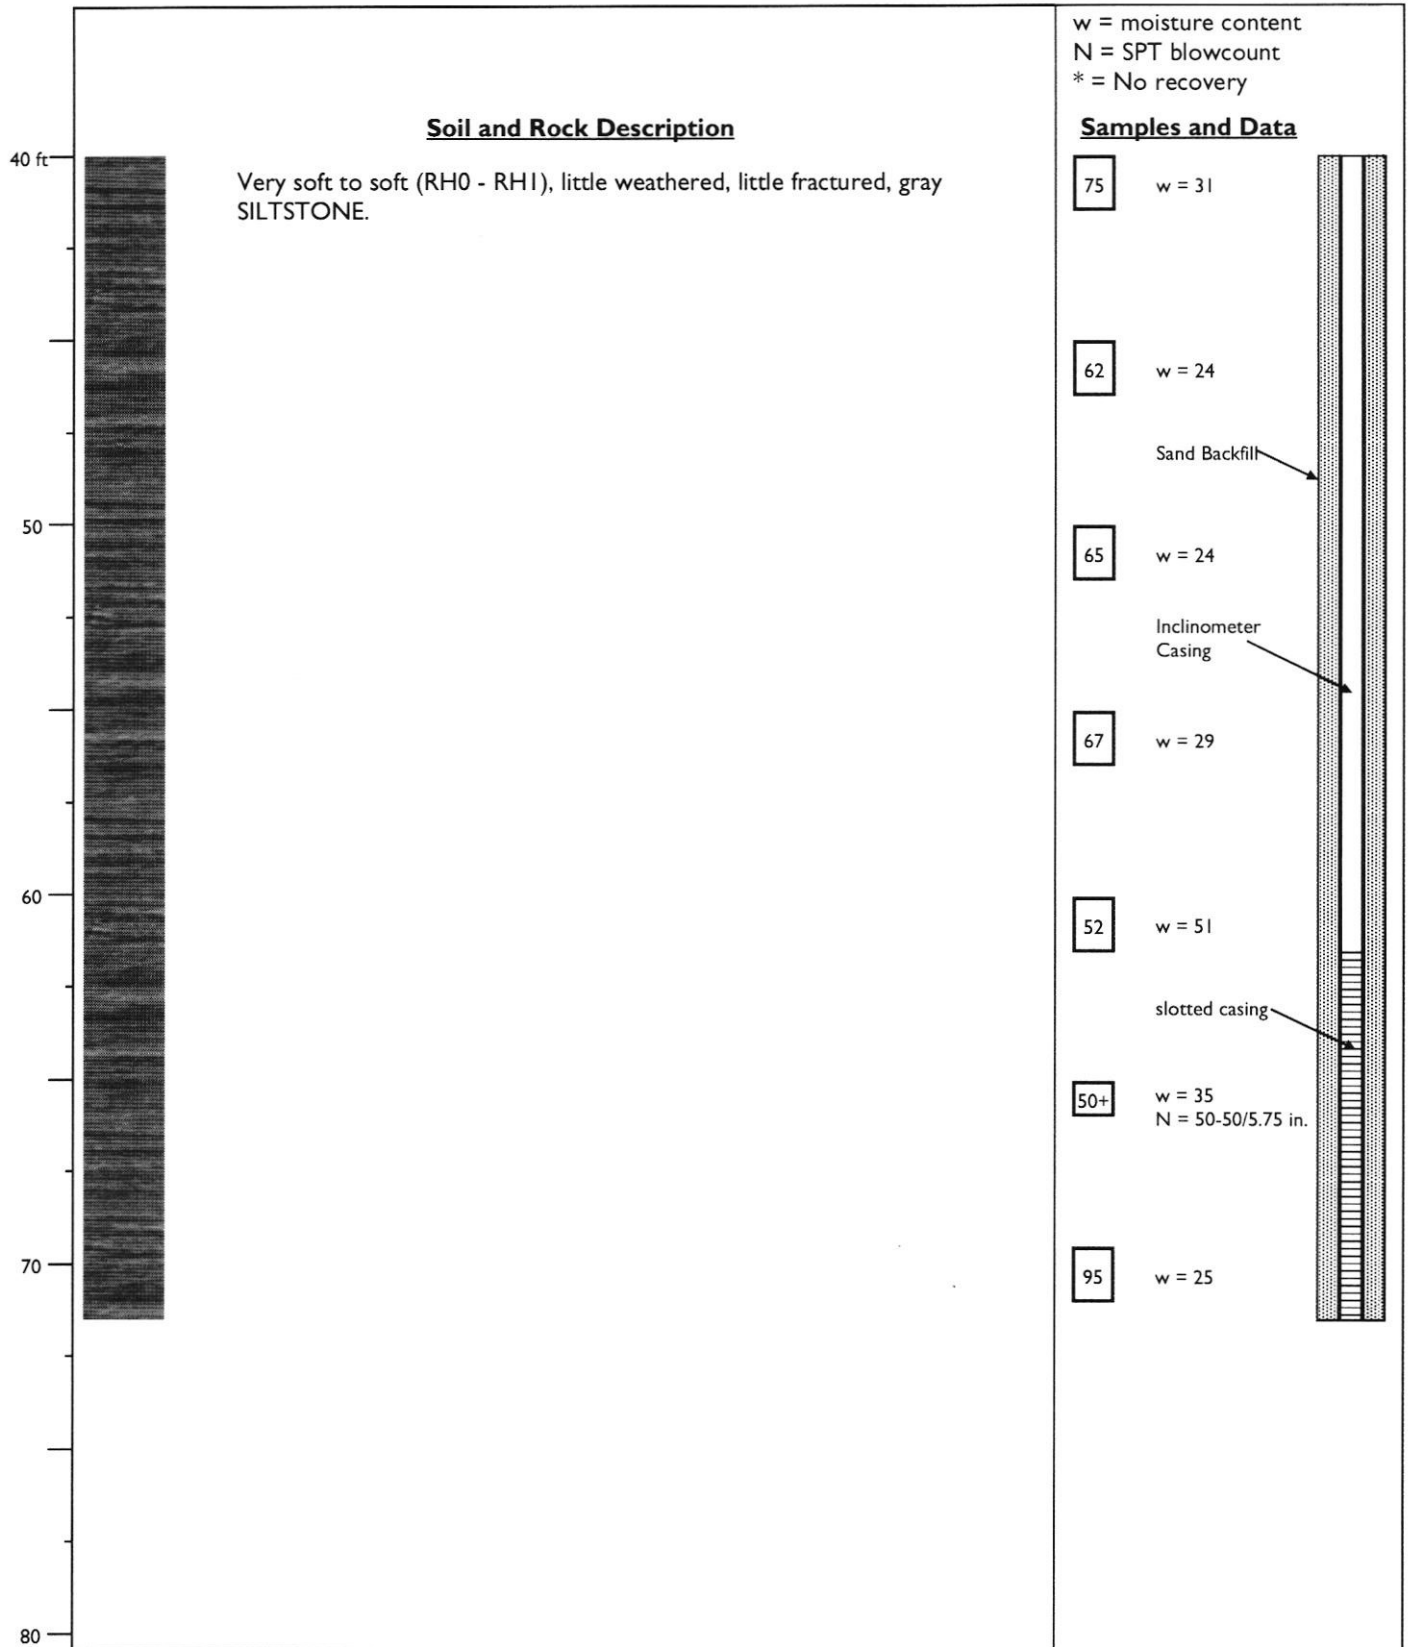 w = moisture content
N = SPT blowcount
* = No recovery
Soil and Rock Description
Samples and Data
40 ft
Very soft to soft (RH0 - RH1), little weathered, little fractured, gray
SILTSTONE.
75 w = 31
62 w = 24
Sand Backfill
50
65 w = 24
Inclinometer
Casing
67 w = 29
60
52 w = 51
slotted casing
50+ w = 35
N = 50-50/5.75 in.
70
95 w = 25
80